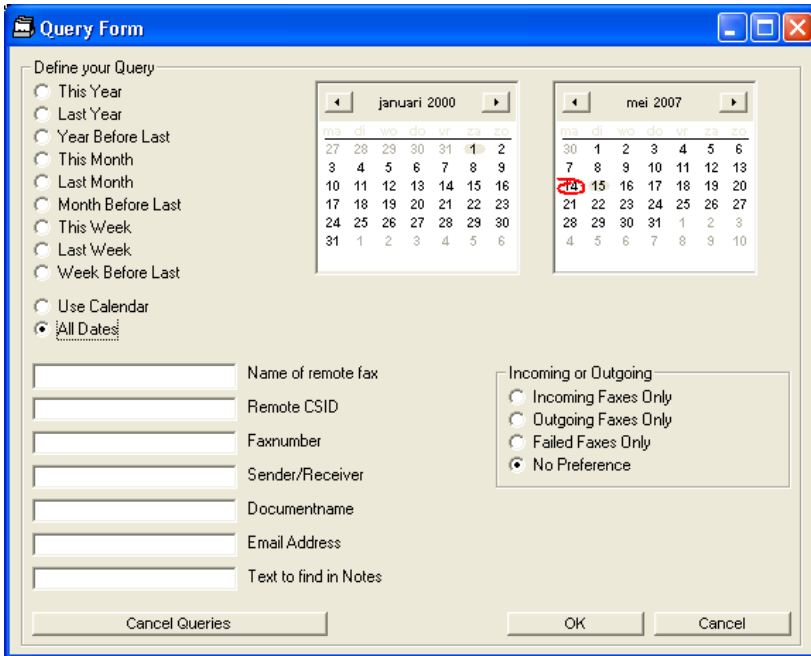 Query Form
Define your Query
This Year
Last Year
Year Before Last
This Month
Last Month
Month Before Last
This Week
Last Week
Week Before Last
Use Calendar
All Dates
januari 2000
ma di wo do vr za zo
27 28 29 30 31 1 2
3 4 5 6 7 8 9
10 11 12 13 14 15 16
17 18 19 20 21 22 23
24 25 26 27 28 29 30
31 1 2 3 4 5 6
mei 2007
ma di wo do vr za zo
30 1 2 3 4 5 6
7 8 9 10 11 12 13
14 15 16 17 18 19 20
21 22 23 24 25 26 27
28 29 30 31 1 2 3
4 5 6 7 8 9 10
Name of remote fax
Remote CSID
Faxnumber
Sender/Receiver
Documentname
Email Address
Text to find in Notes
Incoming or Outgoing
Incoming Faxes Only
Outgoing Faxes Only
Failed Faxes Only
No Preference
Cancel Queries
OK
Cancel